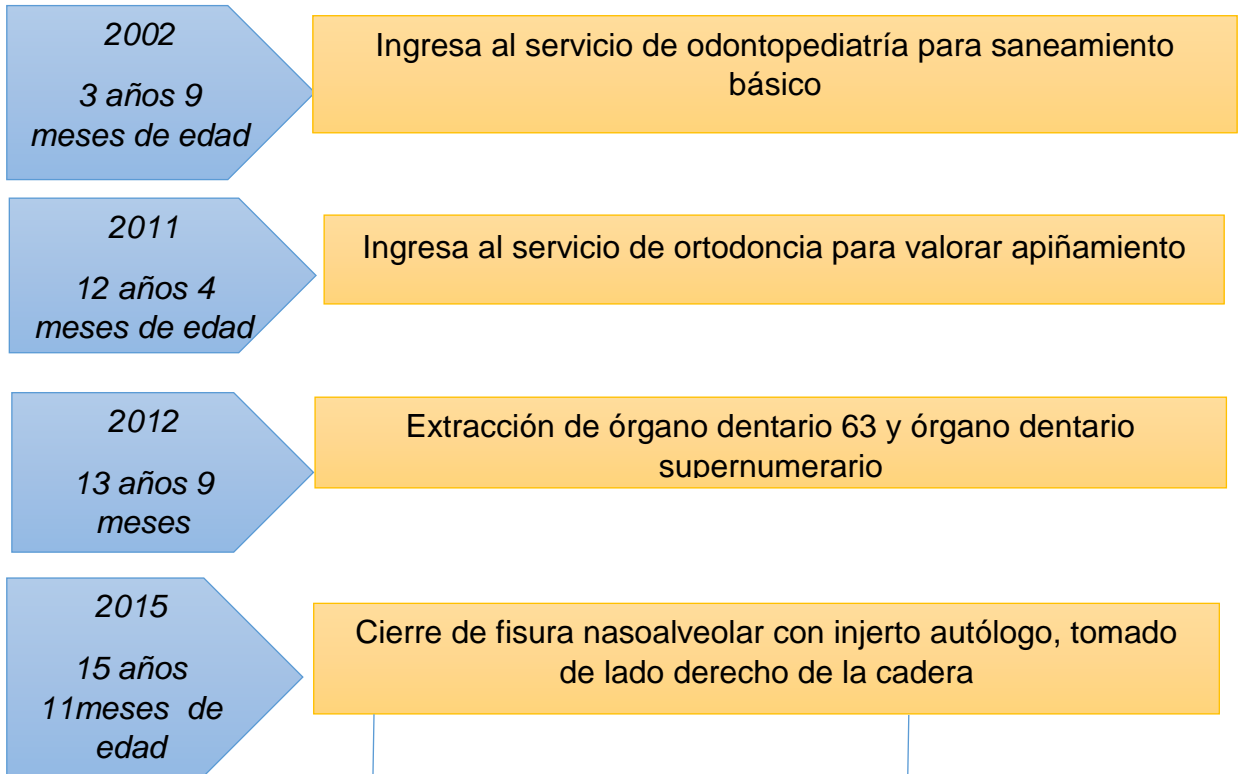 2002
3 años 9
meses de edad
Ingresa al servicio de odontopediatría para saneamiento
básico
2011
12 años 4
meses de edad
Ingresa al servicio de ortodoncia para valorar apiñamiento
2012
13 años 9
meses
Extracción de órgano dentario 63 y órgano dentario
supernumerario
2015
15 años
11meses de
edad
Cierre de fisura nasoalveolar con injerto autólogo, tomado
de lado derecho de la cadera